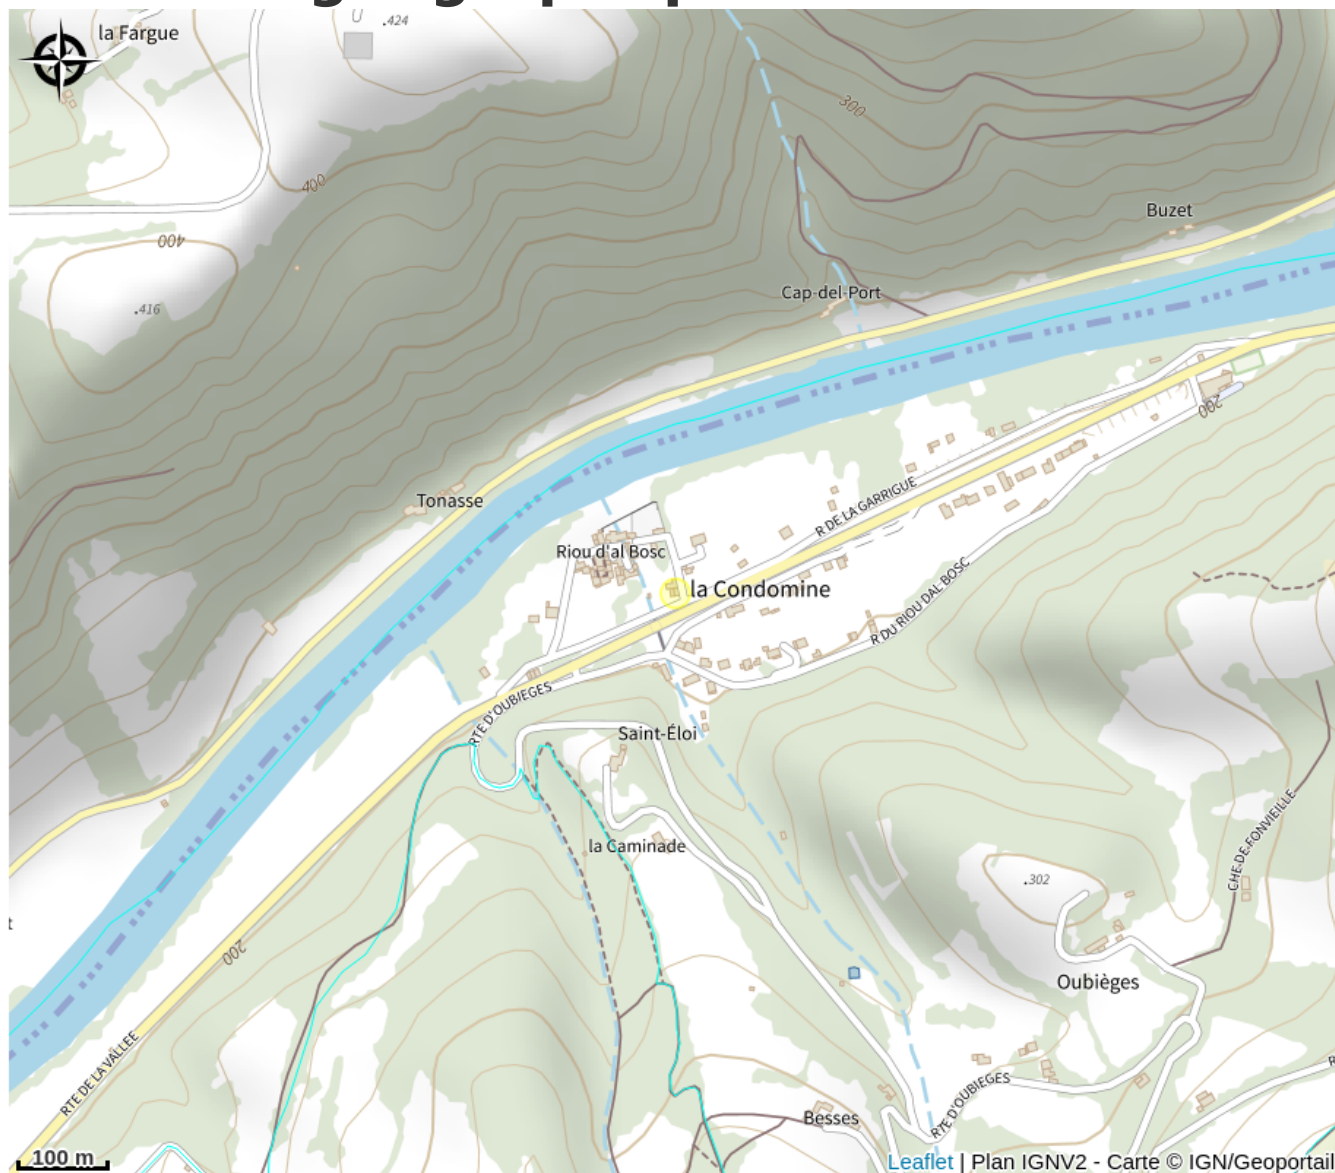 la Fargue
.424
300
400
Buzet
400
Cap-del-Port
.416
200
Tonasse
R DE LA GARRIGUE
Riou d'al Bosc
la Condomine
R DU RIOU DAL BOSC
RTE D'OUBIEGES
Saint-Éloi
la Caminade
CHE DE FONVIEILLE
.302
200
Oubièges
RTE DE LA VALLEE
RTE D'OUBIEGES
Besses
100 m
Leaflet | Plan IGNV2 - Carte © IGN/Geoportail